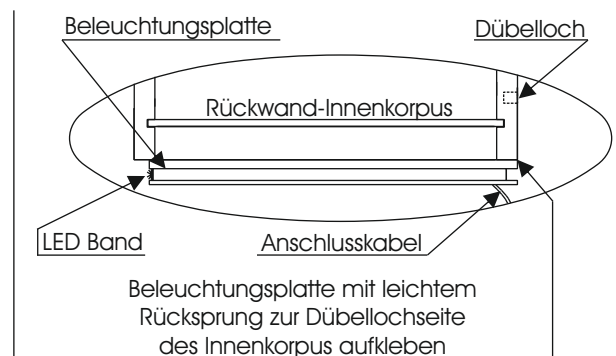 Beleuchtungsplatte
Dübelloch
Rückwand-Innenkorpus
LED Band
Anschlusskabel
Beleuchtungsplatte mit leichtem
Rücksprung zur Dübellochseite
des Innenkorpus aufkleben